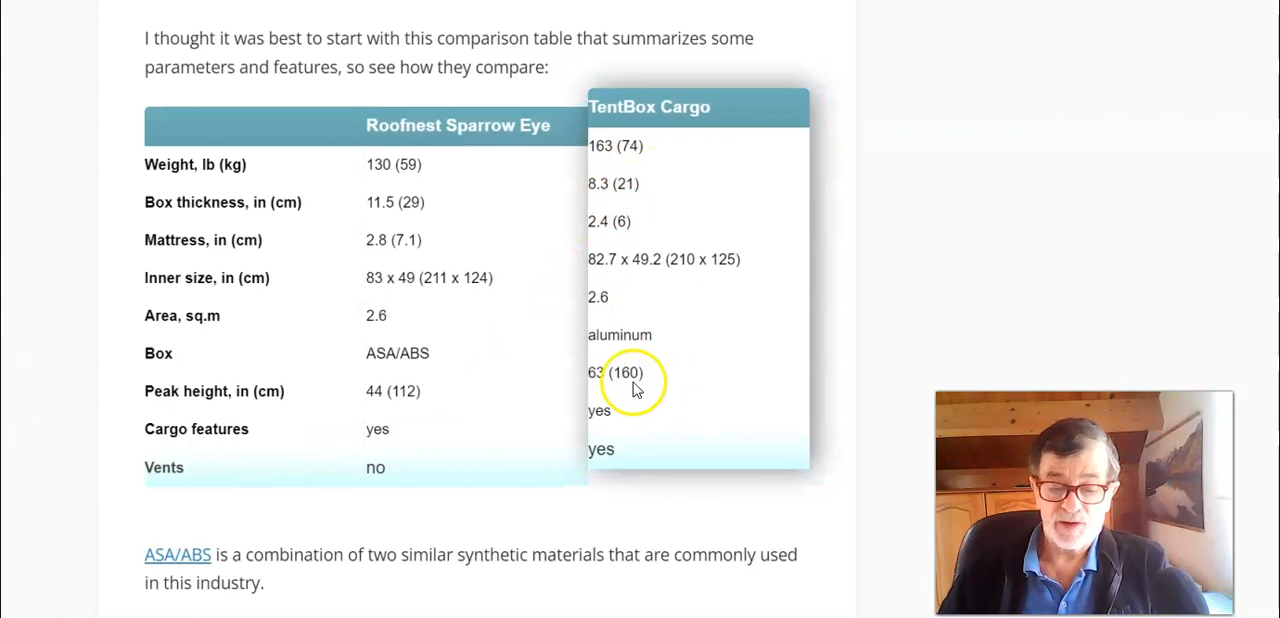 I thought it was best to start with this comparison table that summarizes some
parameters and features, so see how they compare:
Roofnest Sparrow Eye TentBox Cargo
Weight, lb (kg) 130 (59) 163 (74)
Box thickness, in (cm) 11.5 (29) 8.3 (21)
Mattress, in (cm) 2.8 (7.1) 2.4 (6)
Inner size, in (cm) 83 x 49 (211 x 124) 82.7 x 49.2 (210 x 125)
Area, sq.m 2.6 2.6
Box ASA/ABS aluminum
Peak height, in (cm) 44 (112) 63 (160)
Cargo features yes yes
Vents no yes
ASA/ABS is a combination of two similar synthetic materials that are commonly used
in this industry.